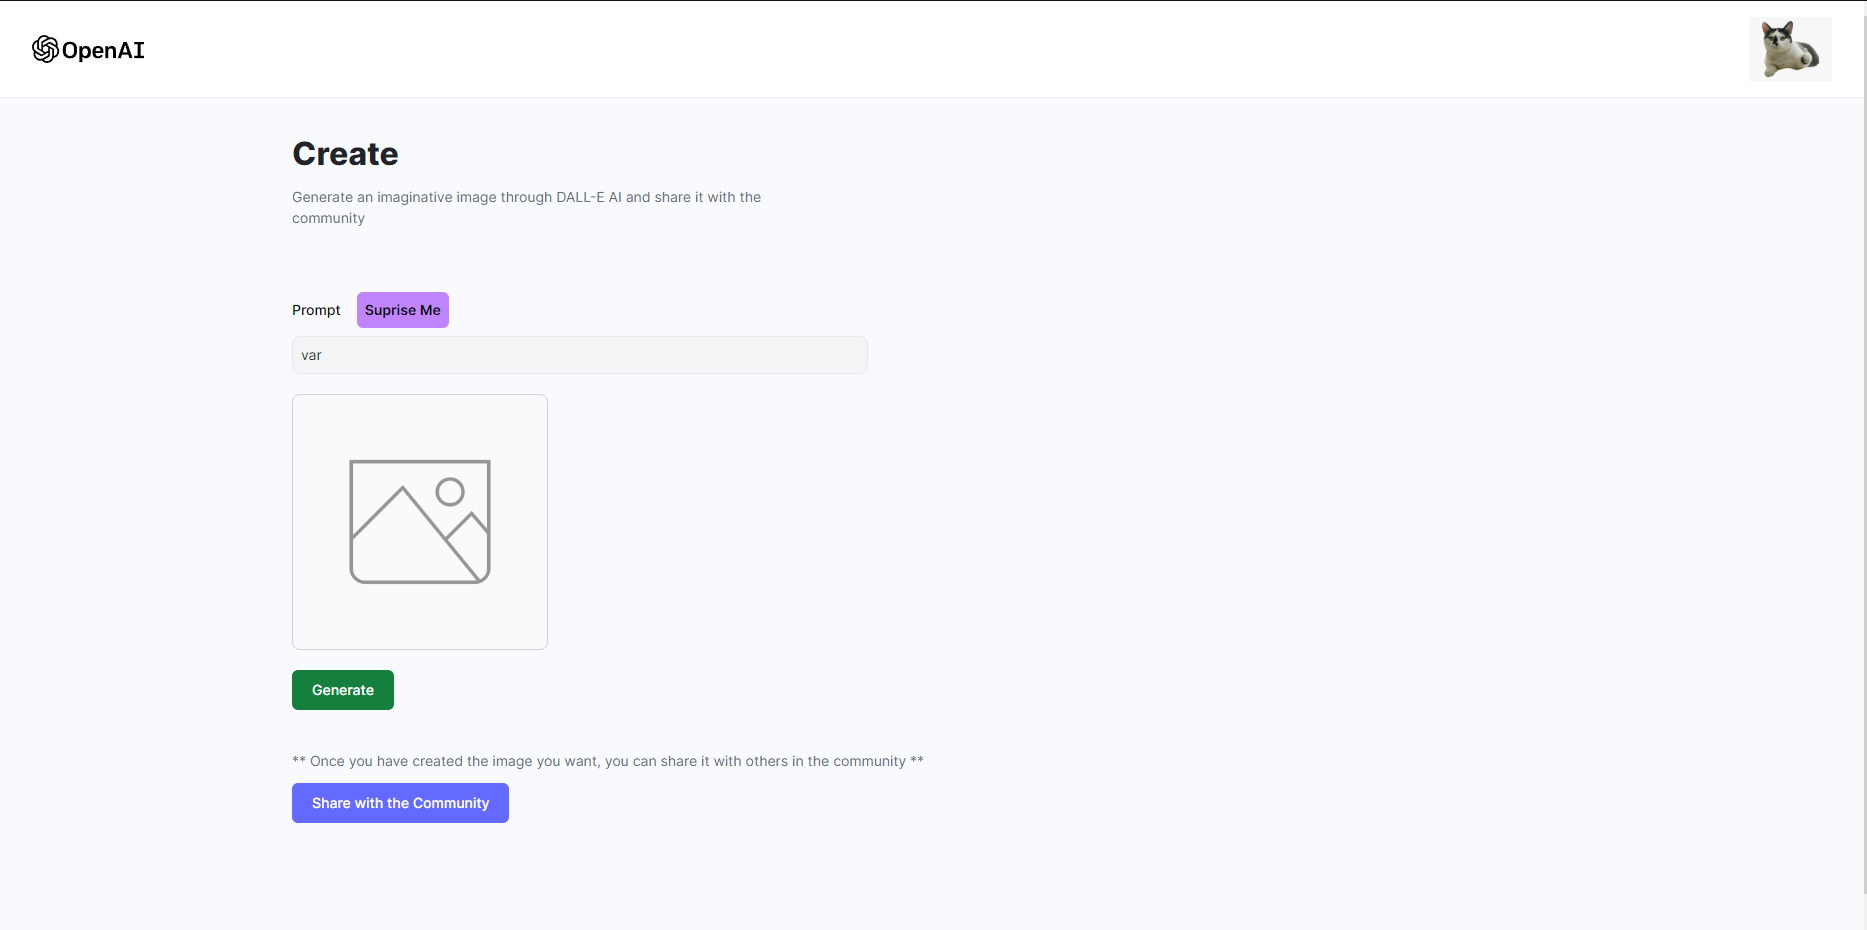 OpenAI
Create
Generate an imaginative image through DALL-E AI and share it with the
community
Prompt
Suprise Me
var
Generate
** Once you have created the image you want, you can share it with others in the community **
Share with the Community